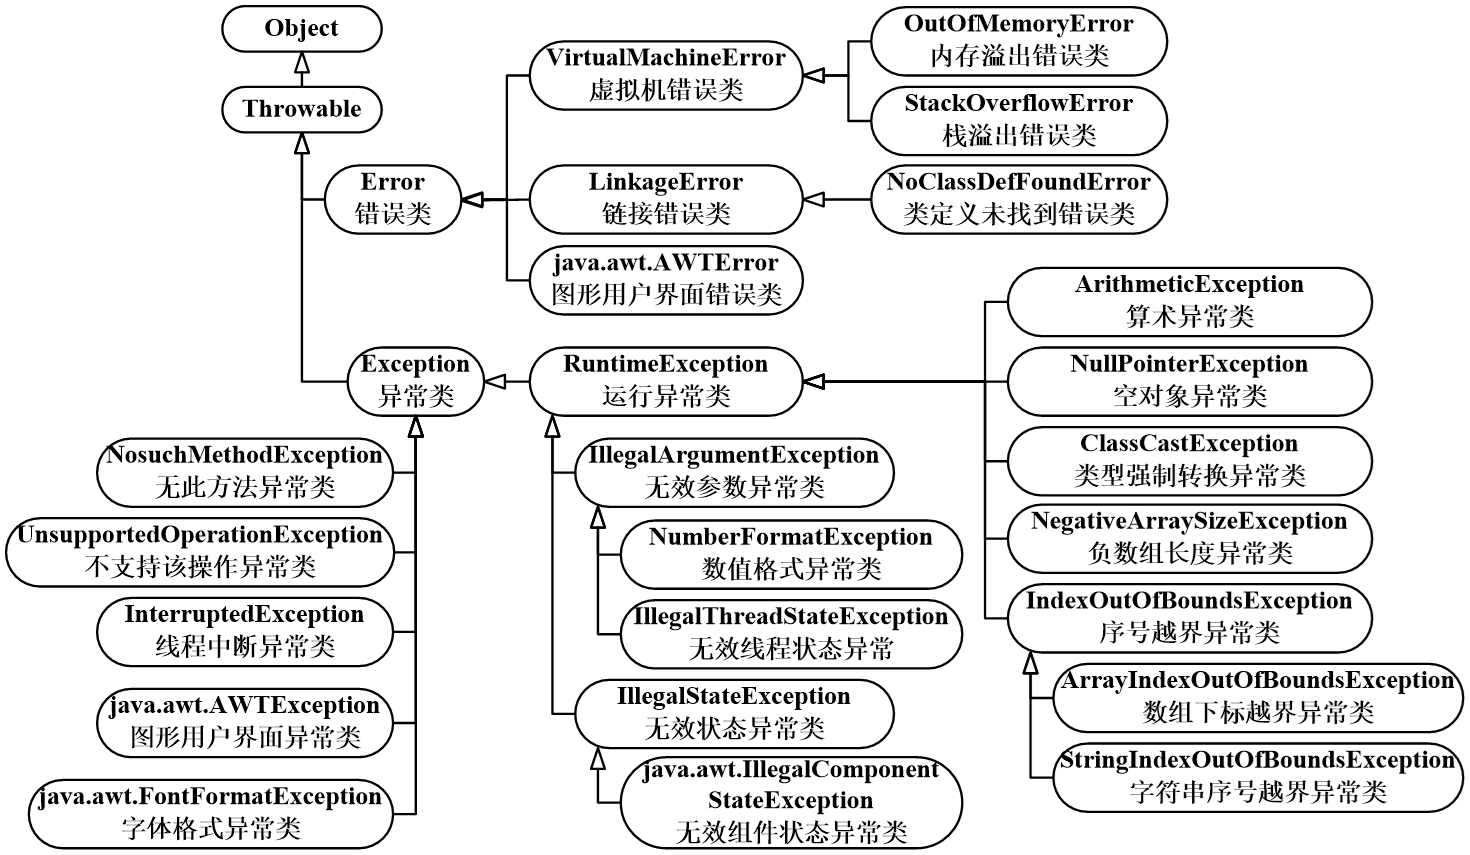 Object
Throwable
Error
错误类
VirtualMachineError
虚拟机错误类
OutOfMemoryError
内存溢出错误类
StackOverflowError
栈溢出错误类
LinkageError
链接错误类
NoClassDefFoundError
类定义未找到错误类
java.awt.AWTError
图形用户界面错误类
Exception
异常类
RuntimeException
运行异常类
ArithmeticException
算术异常类
NullPointerException
空对象异常类
ClassCastException
类型强制转换异常类
NegativeArraySizeException
负数组长度异常类
IndexOutOfBoundsException
序号越界异常类
ArrayIndexOutOfBoundsException
数组下标越界异常类
StringIndexOutOfBoundsException
字符串序号越界异常类
NosuchMethodException
无此方法异常类
UnsupportedOperationException
不支持该操作异常类
InterruptedException
线程中断异常类
java.awt.AWTException
图形用户界面异常类
java.awt.FontFormatException
字体格式异常类
IllegalArgumentException
无效参数异常类
NumberFormatException
数值格式异常类
IllegalThreadStateException
无效线程状态异常
IllegalStateException
无效状态异常类
java.awt.IllegalComponent
StateException
无效组件状态异常类